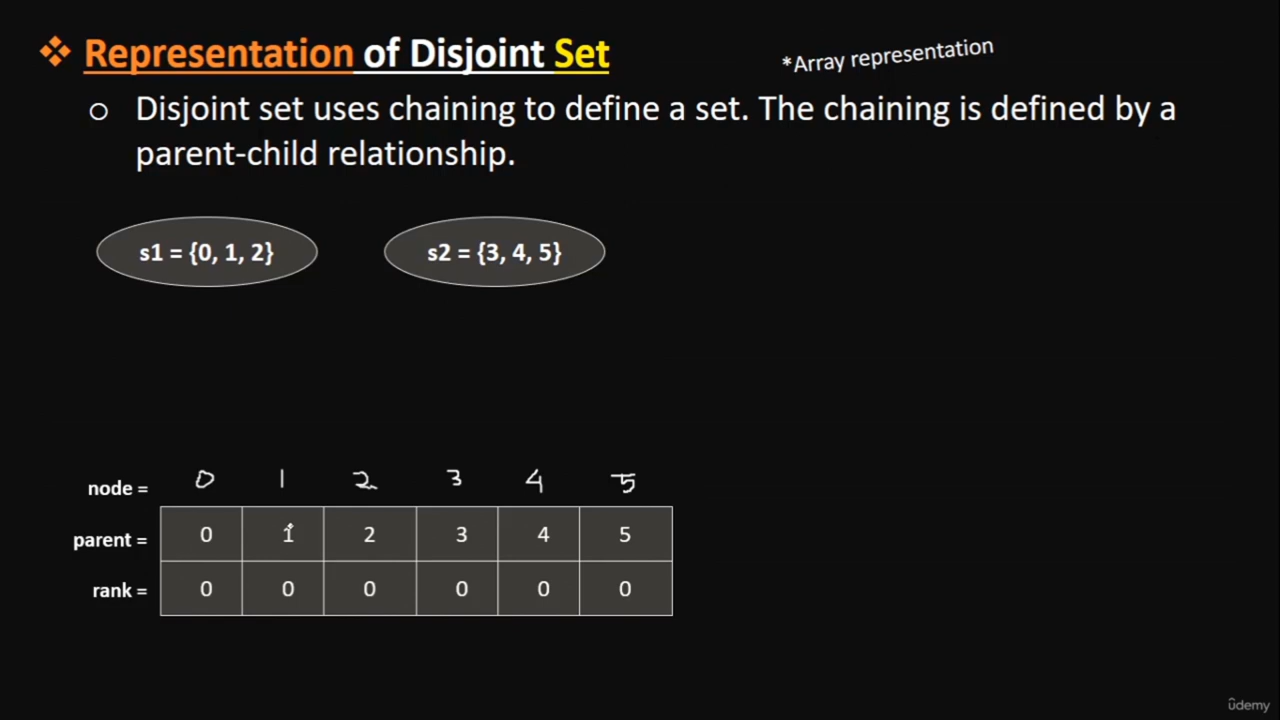 Representation of Disjoint Set
*Array representation
o Disjoint set uses chaining to define a set. The chaining is defined by a
parent-child relationship.
s1 = {0, 1, 2} s2 = {3, 4, 5}
node = 0 1 2 3 4 5
parent = 0 1 2 3 4 5
rank = 0 0 0 0 0 0
ûdemy